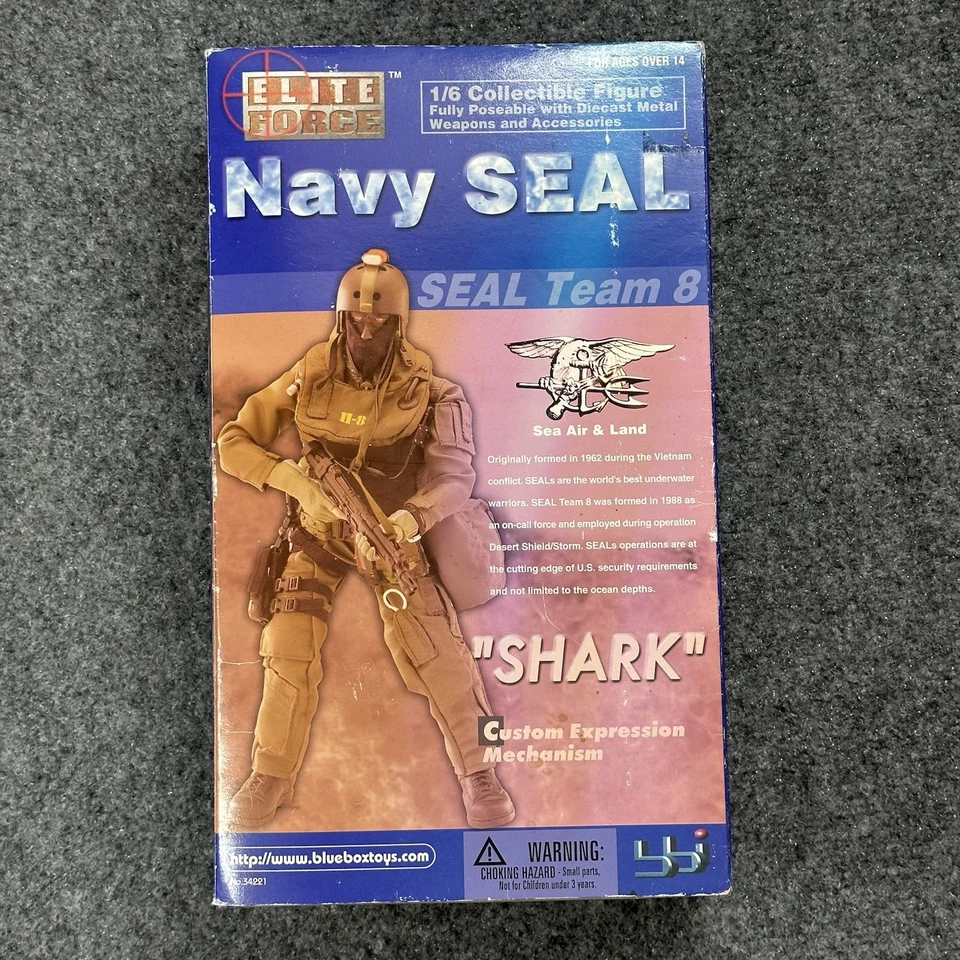 FOR AGES OVER 14
ELITE
FORCE
™
1/6 Collectible Figure
Fully Poseable with Diecast Metal
Weapons and Accessories
Navy SEAL
SEAL Team 8
11-8
Sea Air & Land
Originally formed in 1962 during the Vietnam
conflict. SEALs are the world's best underwater
warriors. SEAL Team 8 was formed in 1988 as
an on-call force and employed during operation
Desert Shield/Storm. SEALs operations are at
the cutting edge of U.S. security requirements
and not limited to the ocean depths.
"SHARK"
Custom Expression
Mechanism
http://www.blueboxtoys.com
No.34221
WARNING:
CHOKING HAZARD - Small parts,
Not for Children under 3 years.
bbi